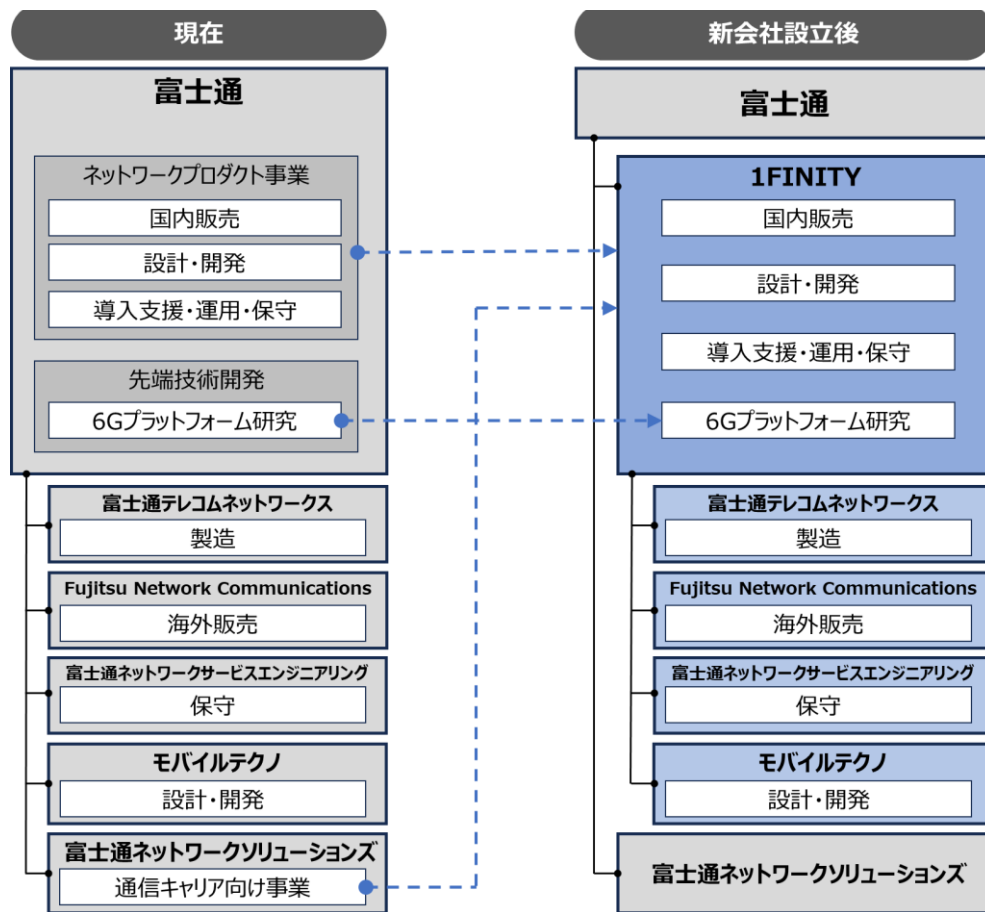 現在
富士通
ネットワークプロダクト事業
国内販売
設計・開発
導入支援・運用・保守
先端技術開発
6Gプラットフォーム研究
富士通テレコムネットワークス
製造
Fujitsu Network Communications
海外販売
富士通ネットワークサービスエンジニアリング
保守
モバイルテクノ
設計・開発
富士通ネットワークソリューションズ
通信キャリア向け事業
新会社設立後
富士通
1FINITY
国内販売
設計・開発
導入支援・運用・保守
6Gプラットフォーム研究
富士通テレコムネットワークス
製造
Fujitsu Network Communications
海外販売
富士通ネットワークサービスエンジニアリング
保守
モバイルテクノ
設計・開発
富士通ネットワークソリューションズ